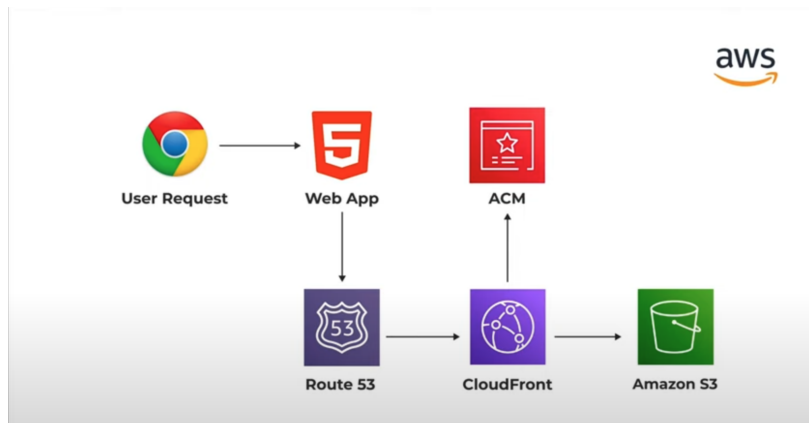 aws
User Request
Web App
ACM
53
Route 53
CloudFront
Amazon S3